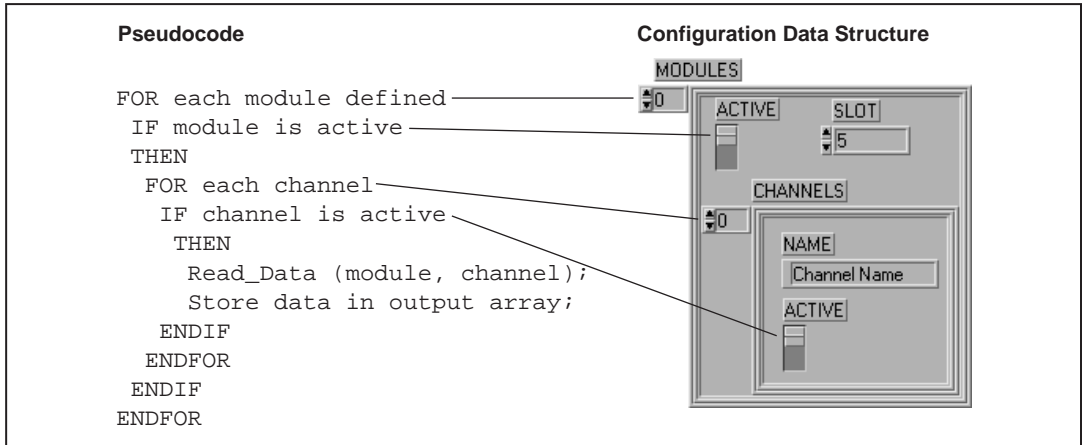 Pseudocode
FOR each module defined
IF module is active
THEN
FOR each channel
IF channel is active
THEN
Read_Data (module, channel);
Store data in output array;
ENDIF
ENDFOR
ENDIF
ENDFOR
Configuration Data Structure
MODULES
0
ACTIVE
SLOT
5
CHANNELS
0
NAME
Channel Name
ACTIVE